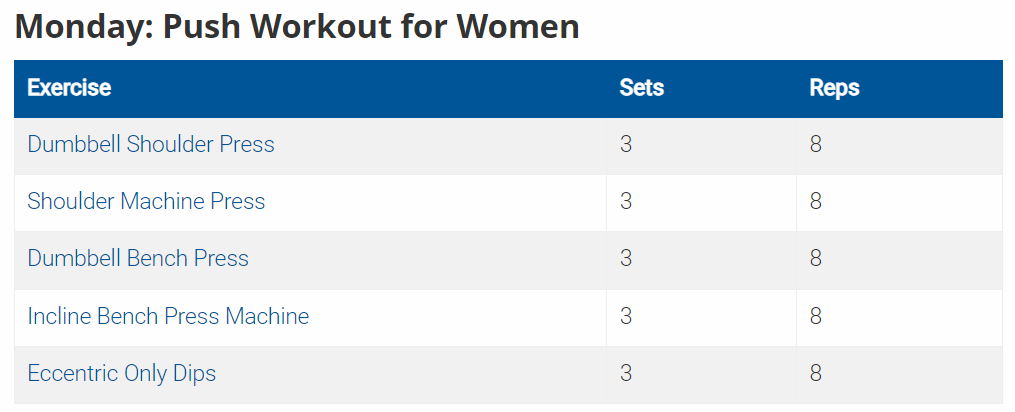 Monday: Push Workout for Women
Exercise Sets Reps
Dumbbell Shoulder Press 3 8
Shoulder Machine Press 3 8
Dumbbell Bench Press 3 8
Incline Bench Press Machine 3 8
Eccentric Only Dips 3 8